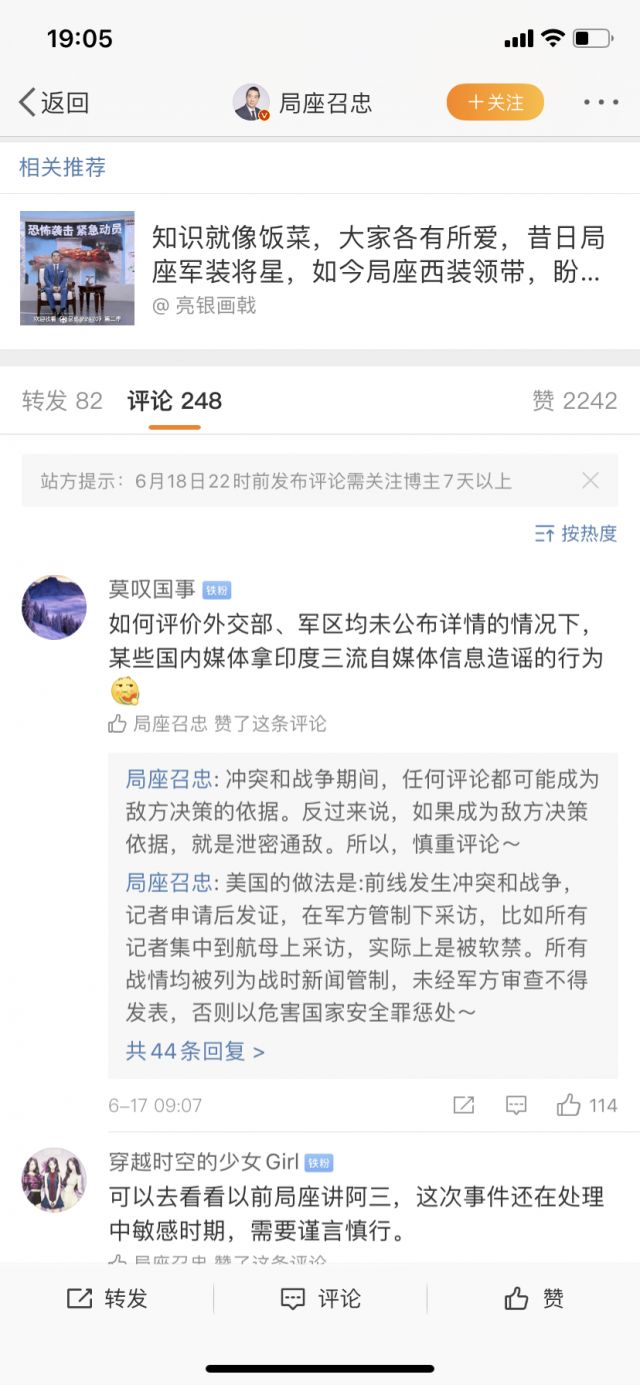 19:05
返回
局座召忠
+关注
相关推荐
恐怖袭击 紧急动员
知识就像饭菜，大家各有所爱，昔日局
座军装将星，如今局座西装领带，盼...
@ 亮银画戟
转发 82
评论 248
赞 2242
站方提示：6月18日22时前发布评论需关注博主7天以上
按热度
莫叹国事 铁粉
如何评价外交部、军区均未公布详情的情况下，
某些国内媒体拿印度三流自媒体信息造谣的行为
局座召忠 赞了这条评论
局座召忠: 冲突和战争期间，任何评论都可能成为
敌方决策的依据。反过来说，如果成为敌方决策
依据，就是泄密通敌。所以，慎重评论～
局座召忠: 美国的做法是:前线发生冲突和战争，
记者申请后发证，在军方管制下采访，比如所有
记者集中到航母上采访，实际上是被软禁。所有
战情均被列为战时新闻管制，未经军方审查不得
发表，否则以危害国家安全罪惩处～
共44条回复 >
6-17 09:07
114
穿越时空的少女Girl 铁粉
可以去看看以前局座讲阿三，这次事件还在处理
中敏感时期，需要谨言慎行。
局座召忠 赞了这条评论
转发
评论
赞